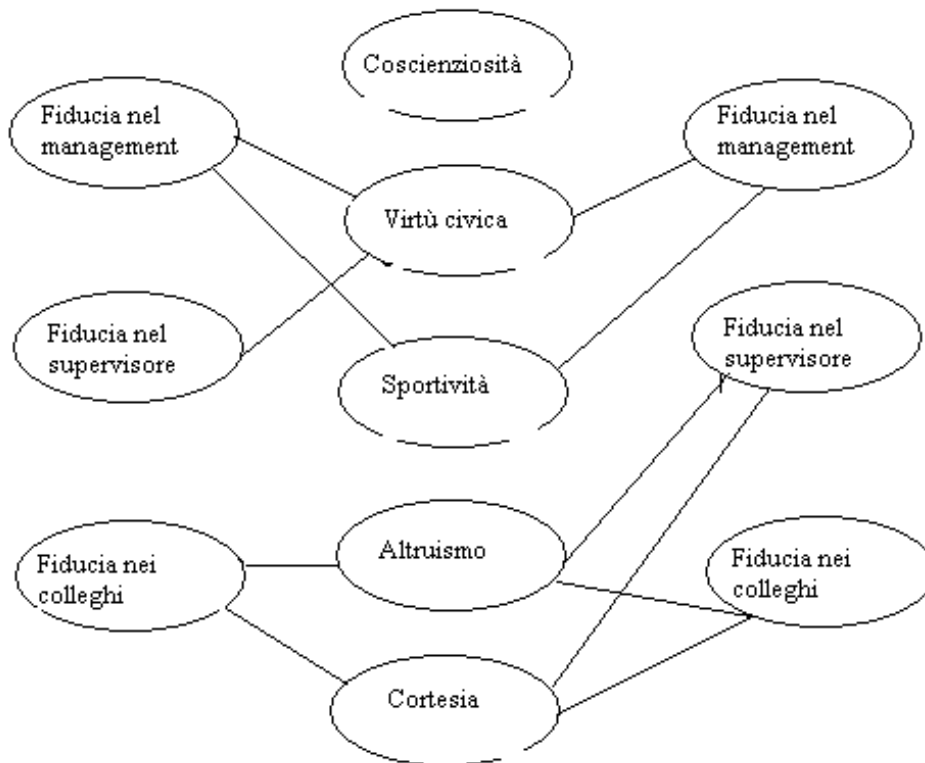 Coscienziosità
Fiducia nel
management
Fiducia nel
management
Virtù civica
Fiducia nel
supervisore
Fiducia nel
supervisore
Sportività
Altruismo
Fiducia nei
colleghi
Fiducia nei
colleghi
Cortesia